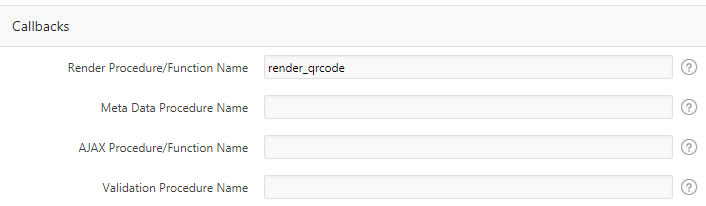 Callbacks
Render Procedure/Function Name render_qrcode ?
Meta Data Procedure Name ?
AJAX Procedure/Function Name ?
Validation Procedure Name ?